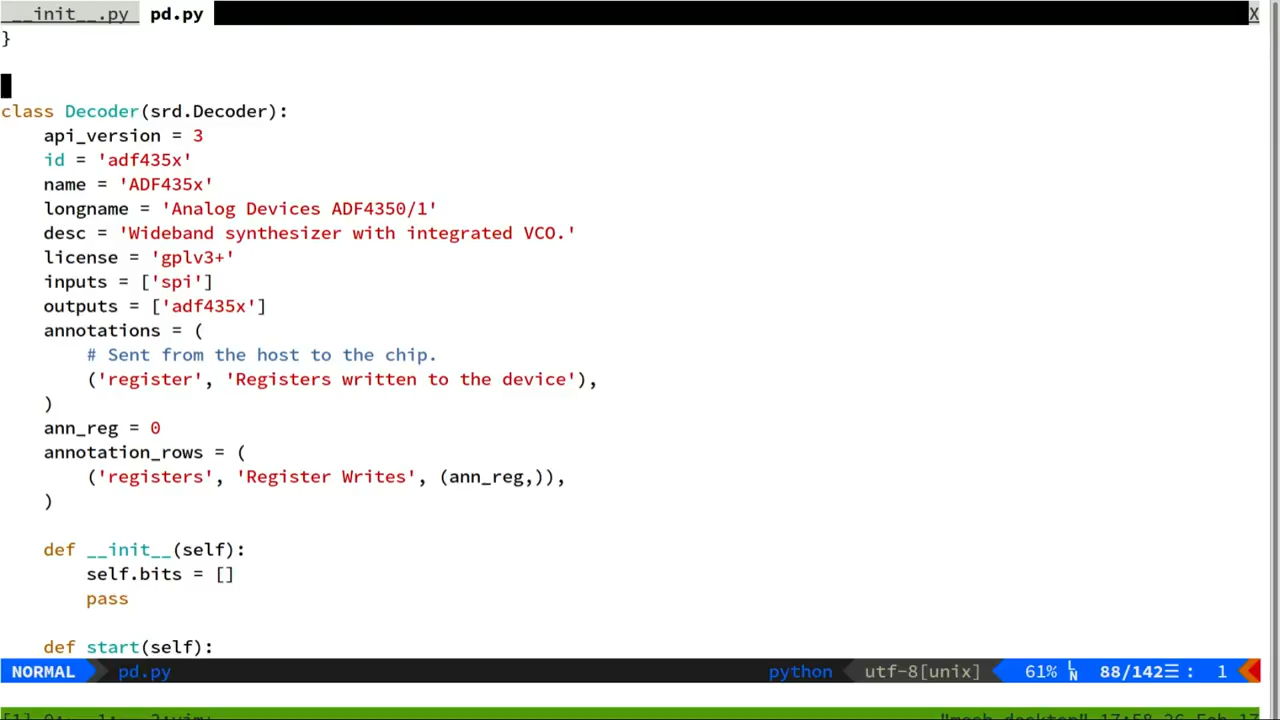 __init__.py pd.py X
}
class Decoder(srd.Decoder):
    api_version = 3
    id = 'adf435x'
    name = 'ADF435x'
    longname = 'Analog Devices ADF4350/1'
    desc = 'Wideband synthesizer with integrated VCO.'
    license = 'gplv3+'
    inputs = ['spi']
    outputs = ['adf435x']
    annotations = (
        # Sent from the host to the chip.
        ('register', 'Registers written to the device'),
    )
    ann_reg = 0
    annotation_rows = (
        ('registers', 'Register Writes', (ann_reg,)),
    )
    def __init__(self):
        self.bits = []
        pass
    def start(self):
NORMAL pd.py python utf-8[unix] 61% LN 88/142☰ : 1